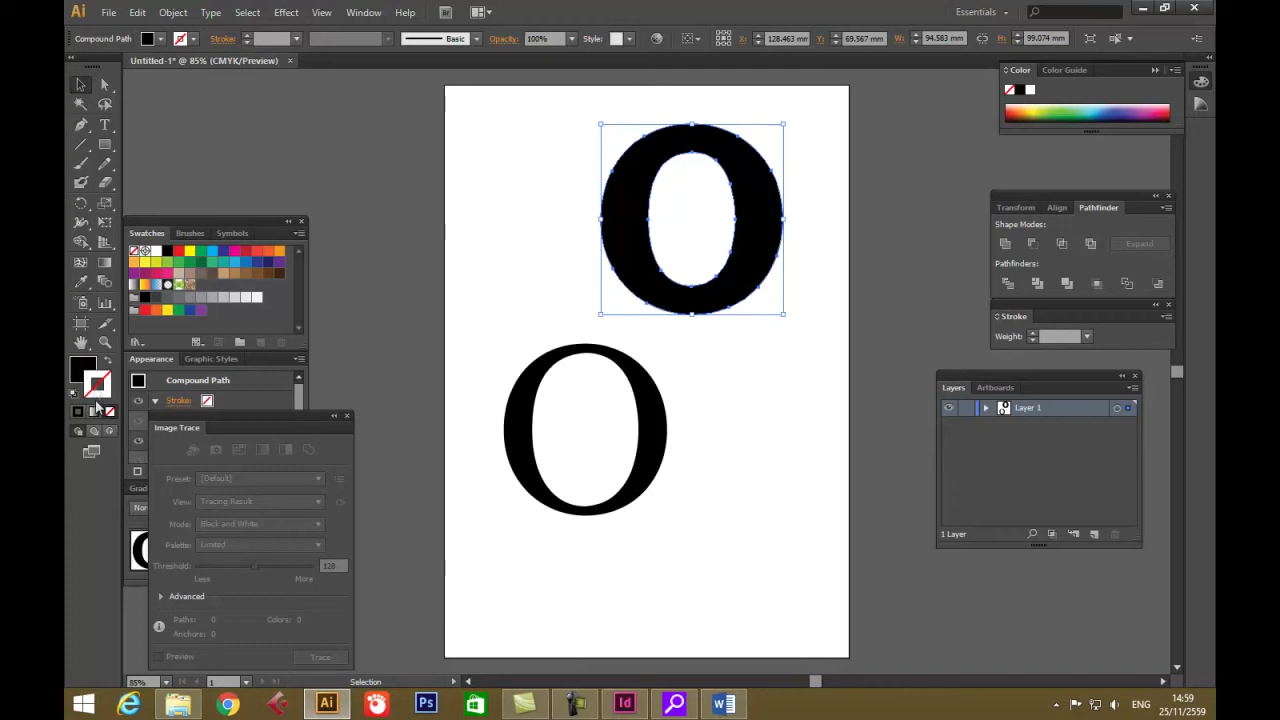 Ai File Edit Object Type Select Effect View Window Help Br Essentials
Compound Path Stroke: Basic Opacity: 100% Style: X: 128.463 mm Y: 69.567 mm W: 94.583 mm H: 99.074 mm
Untitled-1* @ 85% (CMYK/Preview)
Color Color Guide
Swatches Brushes Symbols
Transform Align Pathfinder
Shape Modes:
Expand
Pathfinders:
Stroke
Weight:
Appearance Graphic Styles
Compound Path
Stroke:
Layers Artboards
Layer 1
1 Layer
Image Trace
Preset: [Default]
View: Tracing Result
Mode: Black and White
Palette: Limited
Threshold: 128
Less More
Advanced
Paths: 0 Colors: 0
Anchors: 0
Preview Trace
O
O
85% 1 Selection
Ai Ps Id W ENG 14:59
25/11/2559